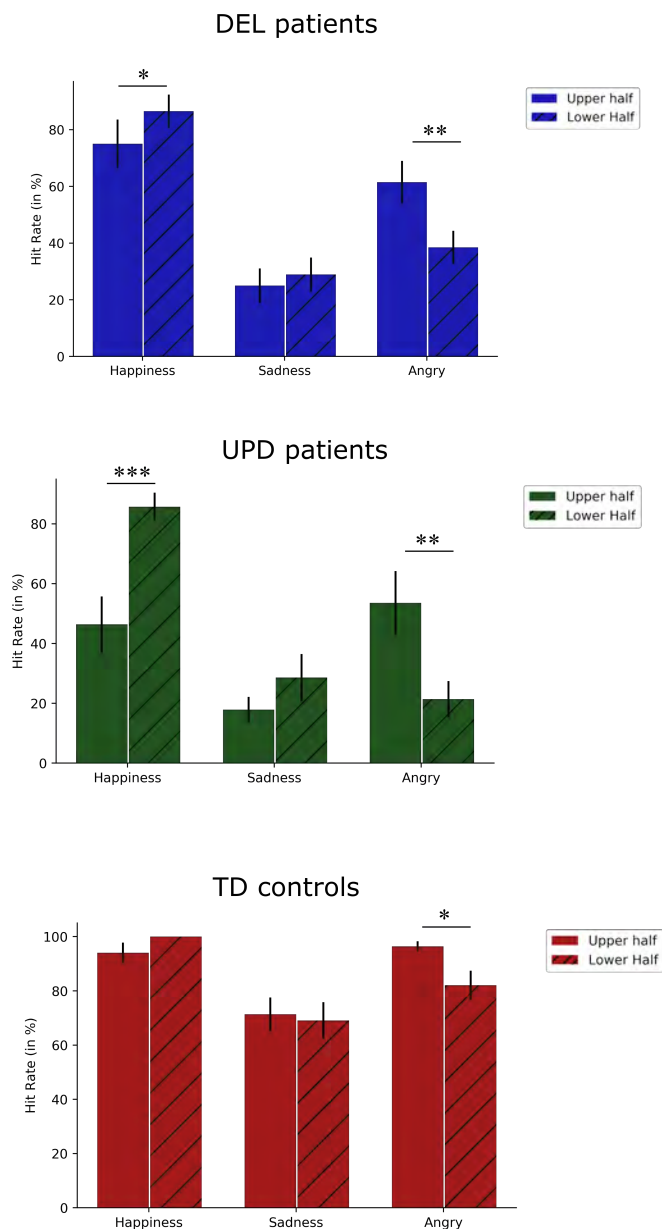 DEL patients
*
**
Upper half
Lower Half
Hit Rate (in %)
80
60
40
20
0
Happiness Sadness Angry
UPD patients
***
**
Upper half
Lower Half
Hit Rate (in %)
80
60
40
20
0
Happiness Sadness Angry
TD controls
*
Upper half
Lower Half
Hit Rate (in %)
100
80
60
40
20
0
Happiness Sadness Angry